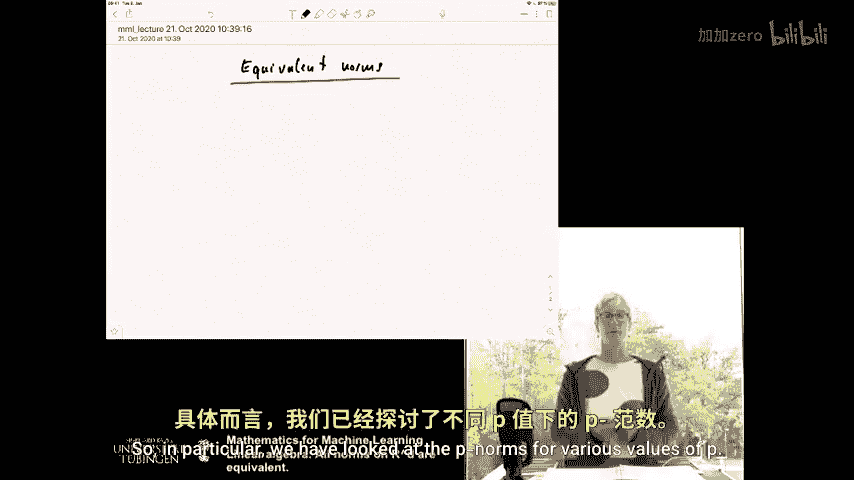 mml_lecture 21. Oct 2020 10:39:16
21. Oct 2020 at 10:39
Equivalent norms
加加zero bilibili
具体而言，我们已经探讨了不同 p 值下的 p- 范数。
So, in particular, we have looked at the p-norms for various values of p.
TÜBINGEN
Mathematics for Machine Learning
equivalent.